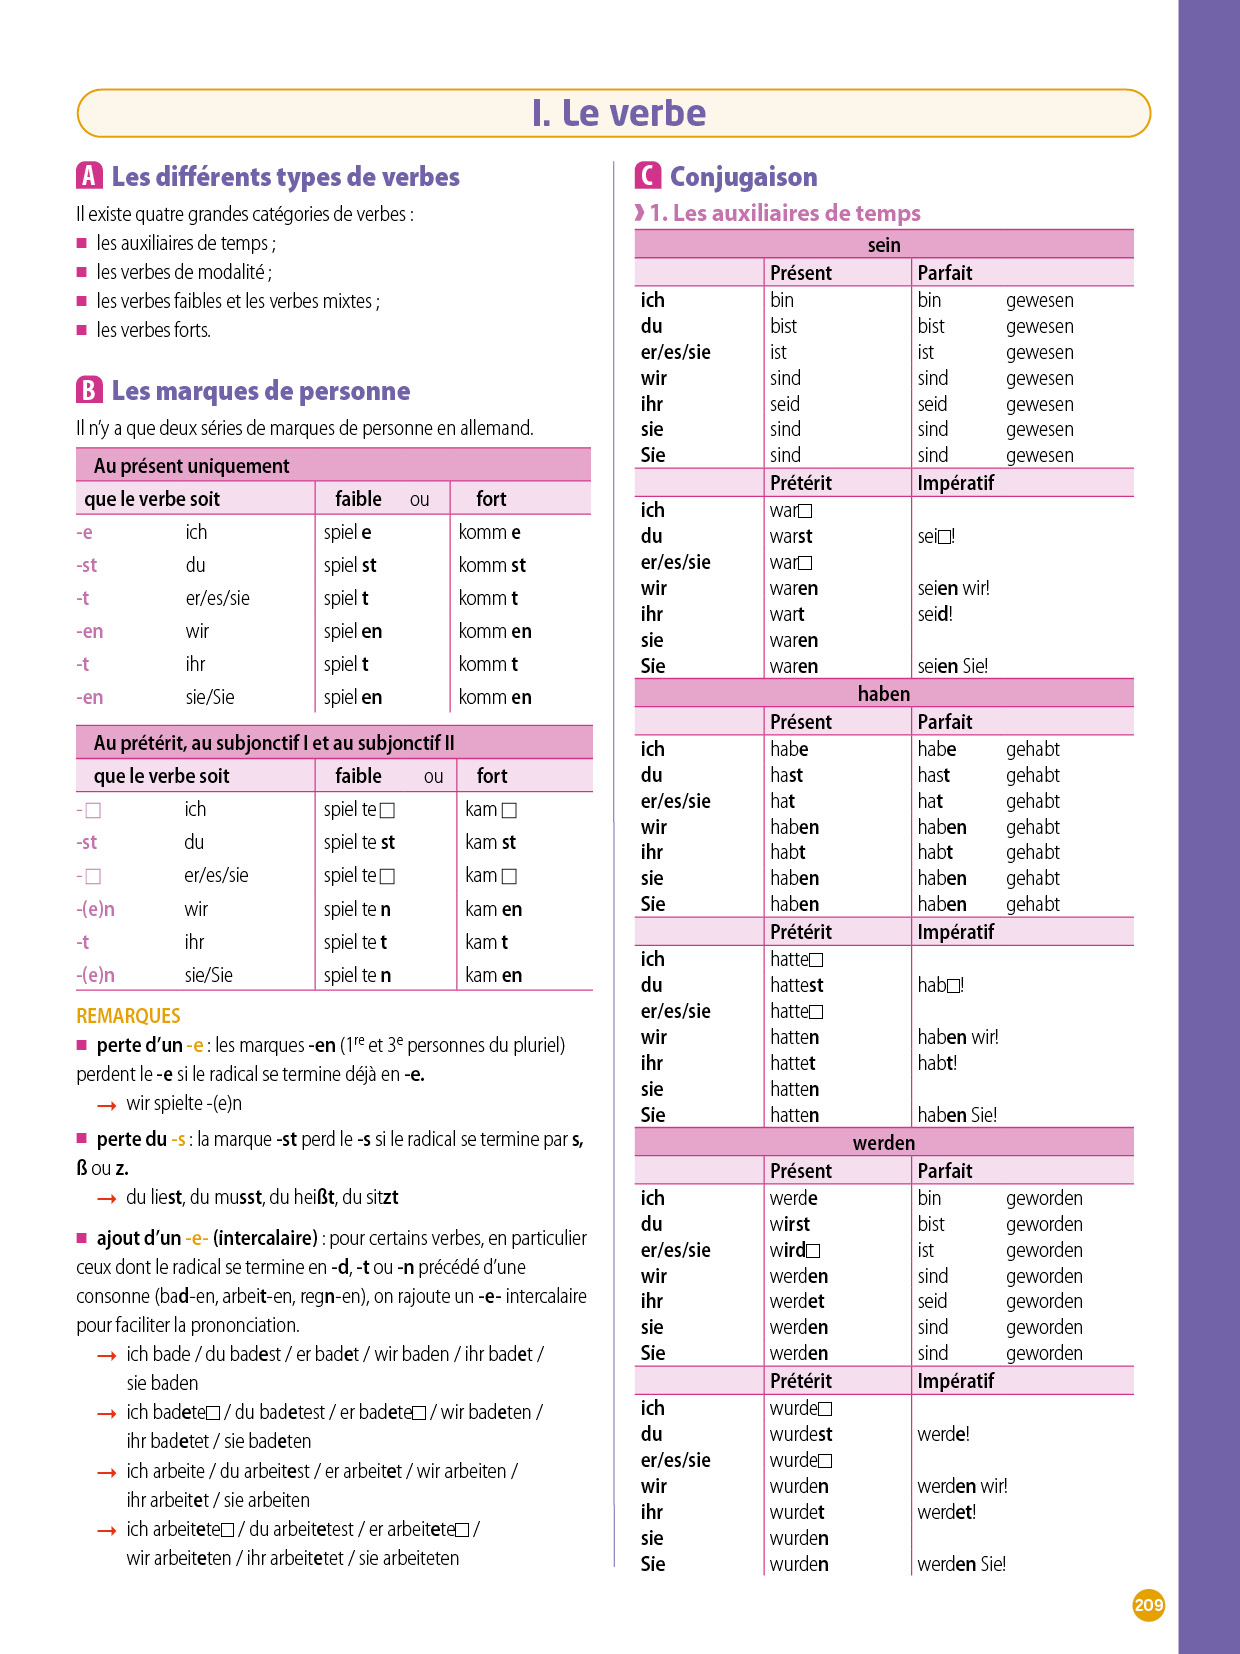 I. Le verbe
A Les différents types de verbes
Il existe quatre grandes catégories de verbes :
■ les auxiliaires de temps ;
■ les verbes de modalité ;
■ les verbes faibles et les verbes mixtes ;
■ les verbes forts.
B Les marques de personne
Il n’y a que deux séries de marques de personne en allemand.
Au présent uniquement
que le verbe soit faible ou fort
-e ich spiel e komm e
-st du spiel st komm st
-t er/es/sie spiel t komm t
-en wir spiel en komm en
-t ihr spiel t komm t
-en sie/Sie spiel en komm en
Au prétérit, au subjonctif I et au subjonctif II
que le verbe soit faible ou fort
-□ ich spiel te□ kam □
-st du spiel te st kam st
-□ er/es/sie spiel te□ kam □
-(e)n wir spiel te n kam en
-t ihr spiel te t kam t
-(e)n sie/Sie spiel te n kam en
REMARQUES
■ perte d’un -e : les marques -en (1re et 3e personnes du pluriel)
perdent le -e si le radical se termine déjà en -e.
→ wir spielte -(e)n
■ perte du -s : la marque -st perd le -s si le radical se termine par s,
ß ou z.
→ du liest, du musst, du heißt, du sitzt
■ ajout d’un -e- (intercalaire) : pour certains verbes, en particulier
ceux dont le radical se termine en -d, -t ou -n précédé d’une
consonne (bad-en, arbeit-en, regn-en), on rajoute un -e- intercalaire
pour faciliter la prononciation.
→ ich bade / du badest / er badet / wir baden / ihr badet /
sie baden
→ ich badete□ / du badetest / er badete□ / wir badeten /
ihr badetet / sie badeten
→ ich arbeite / du arbeitest / er arbeitet / wir arbeiten /
ihr arbeitet / sie arbeiten
→ ich arbeitete□ / du arbeitetest / er arbeitete□ /
wir arbeiteten / ihr arbeitetet / sie arbeiteten
C Conjugaison
1. Les auxiliaires de temps
sein
Présent Parfait
ich bin bin gewesen
du bist bist gewesen
er/es/sie ist ist gewesen
wir sind sind gewesen
ihr seid seid gewesen
sie sind sind gewesen
Sie sind sind gewesen
Prétérit Impératif
ich war□
du warst sei□!
er/es/sie war□
wir waren seien wir!
ihr wart seid!
sie waren
Sie waren seien Sie!
haben
Présent Parfait
ich habe habe gehabt
du hast hast gehabt
er/es/sie hat hat gehabt
wir haben haben gehabt
ihr habt habt gehabt
sie haben haben gehabt
Sie haben haben gehabt
Prétérit Impératif
ich hatte□
du hattest hab□!
er/es/sie hatte□
wir hatten haben wir!
ihr hattet habt!
sie hatten
Sie hatten haben Sie!
werden
Présent Parfait
ich werde bin geworden
du wirst bist geworden
er/es/sie wird□ ist geworden
wir werden sind geworden
ihr werdet seid geworden
sie werden sind geworden
Sie werden sind geworden
Prétérit Impératif
ich wurde□
du wurdest werde!
er/es/sie wurde□
wir wurden werden wir!
ihr wurdet werdet!
sie wurden
Sie wurden werden Sie!
209